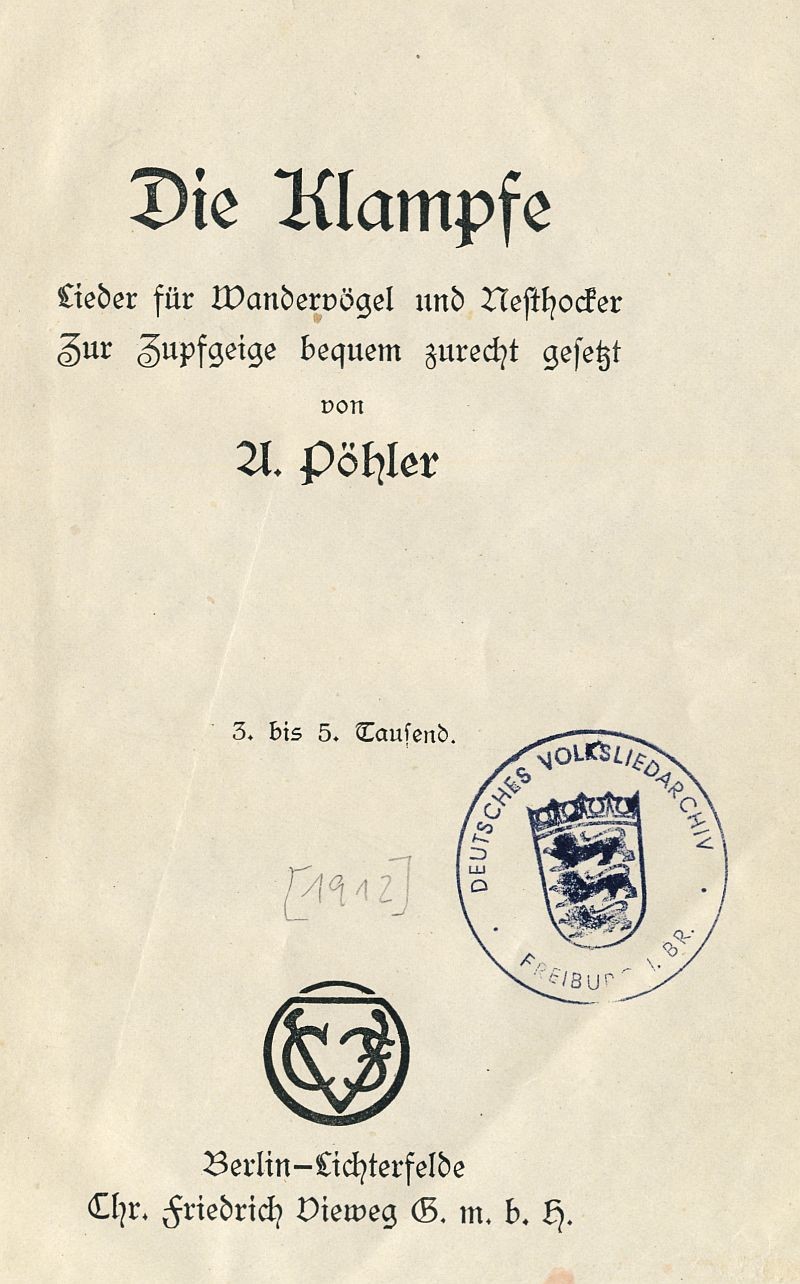 Die Klampfe
Lieder für Wandervögel und Nesthocker
Zur Zupfgeige bequem zurecht gesetzt
von
A. Pöhler
3. bis 5. Tausend.
DEUTSCHES VOLKSLIEDARCHIV
FREIBURG I. BR.
[1912]
CVF
Berlin-Lichterfelde
Chr. Friedrich Vieweg G. m. b. H.